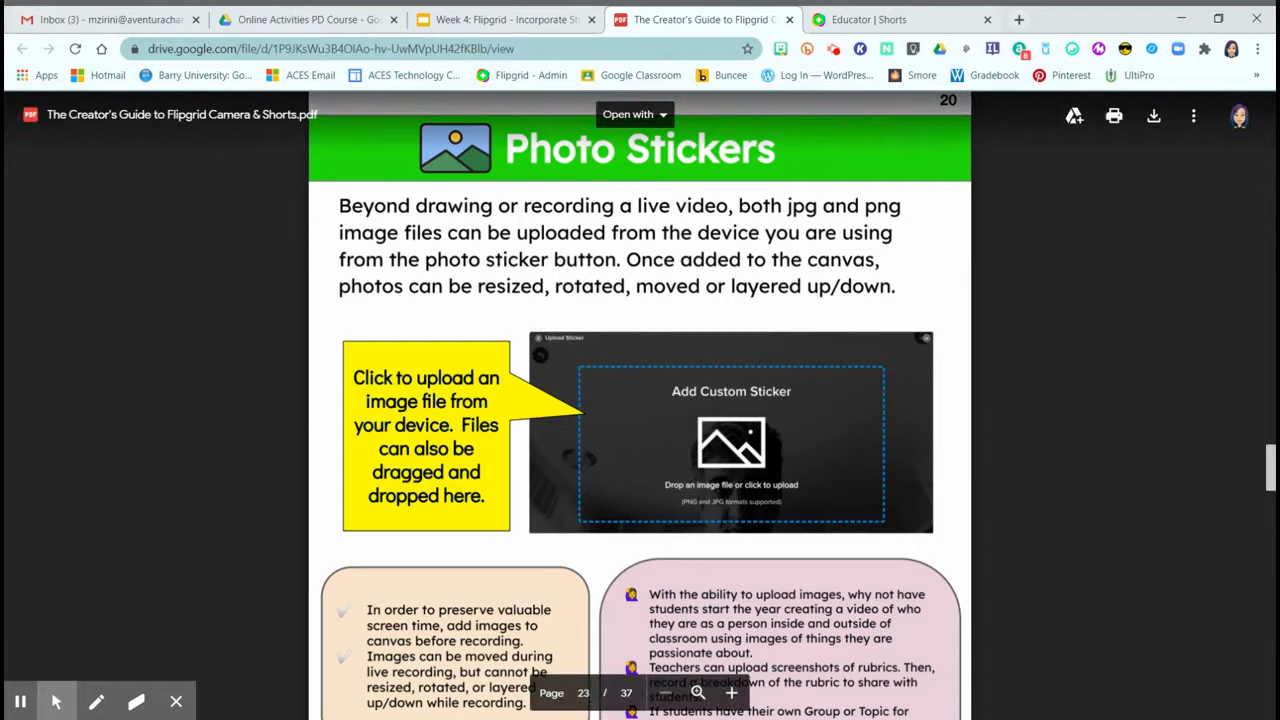 Inbox (3) - mzirini@aventurachar
Online Activities PD Course - Go
Week 4: Flipgrid - Incorporate Sh
The Creator's Guide to Flipgrid C
Educator | Shorts
drive.google.com/file/d/1P9JKsWu3B4OlAo-hv-UwMVpUH42fKBlb/view
Apps
Hotmail
Barry University: Go...
ACES Email
ACES Technology C...
Flipgrid - Admin
Google Classroom
Buncee
Log In — WordPres...
Smore
Gradebook
Pinterest
UltiPro
»
PDF The Creator's Guide to Flipgrid Camera & Shorts.pdf
Open with
20
Photo Stickers
Beyond drawing or recording a live video, both jpg and png
image files can be uploaded from the device you are using
from the photo sticker button. Once added to the canvas,
photos can be resized, rotated, moved or layered up/down.
Click to upload an
image file from
your device. Files
can also be
dragged and
dropped here.
Upload Sticker
Add Custom Sticker
Drop an image file or click to upload
(PNG and JPG formats supported)
In order to preserve valuable
screen time, add images to
canvas before recording.
Images can be moved during
live recording, but cannot be
resized, rotated, or layered
up/down while recording.
With the ability to upload images, why not have
students start the year creating a video of who
they are as a person inside and outside of
classroom using images of things they are
passionate about.
Teachers can upload screenshots of rubrics. Then,
record a breakdown of the rubric to share with
students.
If students have their own Group or Topic for
Page 23 / 37